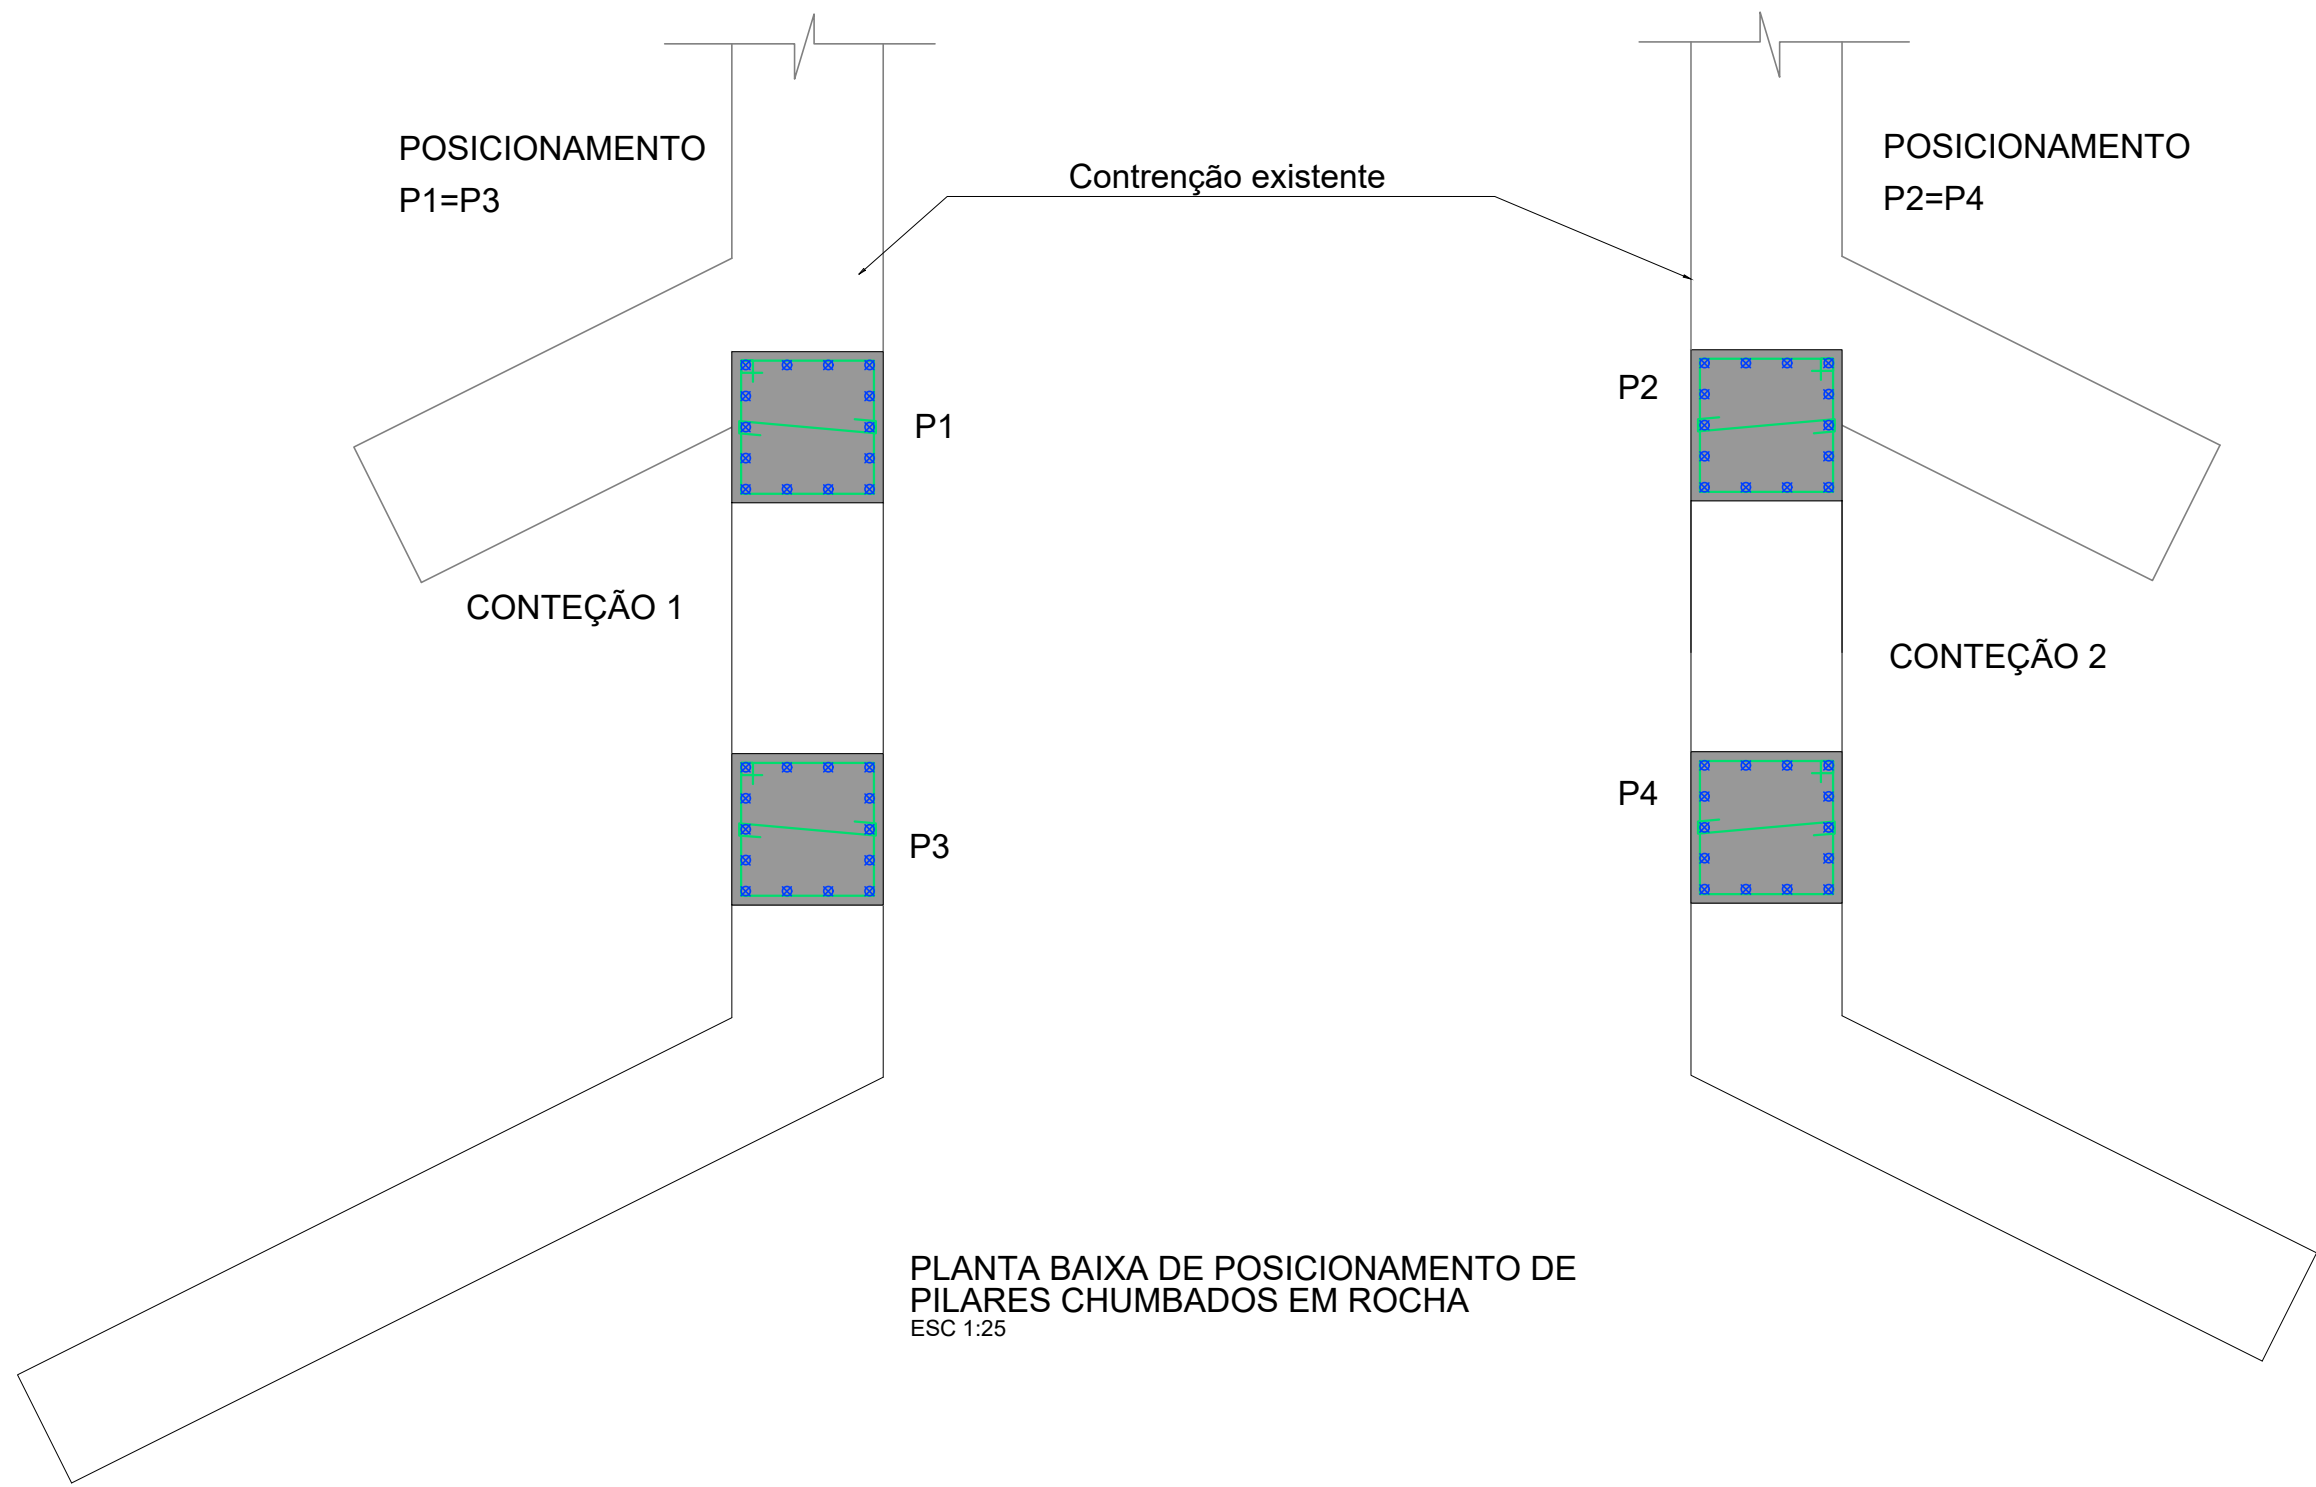 POSICIONAMENTO
P1=P3
Contrenção existente
POSICIONAMENTO
P2=P4
P1
P2
CONTEÇÃO 1
CONTEÇÃO 2
P3
P4
PLANTA BAIXA DE POSICIONAMENTO DE
PILARES CHUMBADOS EM ROCHA
ESC 1:25